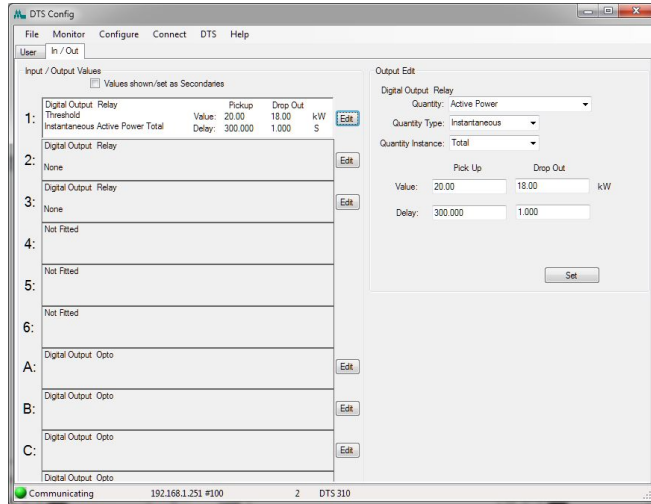 DTS Config
File Monitor Configure Connect DTS Help
User In / Out
Input / Output Values
Values shown/set as Secondaries
1:
Digital Output Relay Pickup Drop Out
Threshold Value: 20.00 18.00 kW
Instantaneous Active Power Total Delay: 300.000 1.000 S
Edit
2:
Digital Output Relay
None
Edit
3:
Digital Output Relay
None
Edit
4:
Not Fitted
5:
Not Fitted
6:
Not Fitted
A:
Digital Output Opto
Edit
B:
Digital Output Opto
Edit
C:
Digital Output Opto
Edit
Digital Output Opto
Output Edit
Digital Output Relay
Quantity: Active Power
Quantity Type: Instantaneous
Quantity Instance: Total
Pick Up Drop Out
Value: 20.00 18.00 kW
Delay: 300.000 1.000
Set
Communicating 192.168.1.251 #100 2 DTS 310